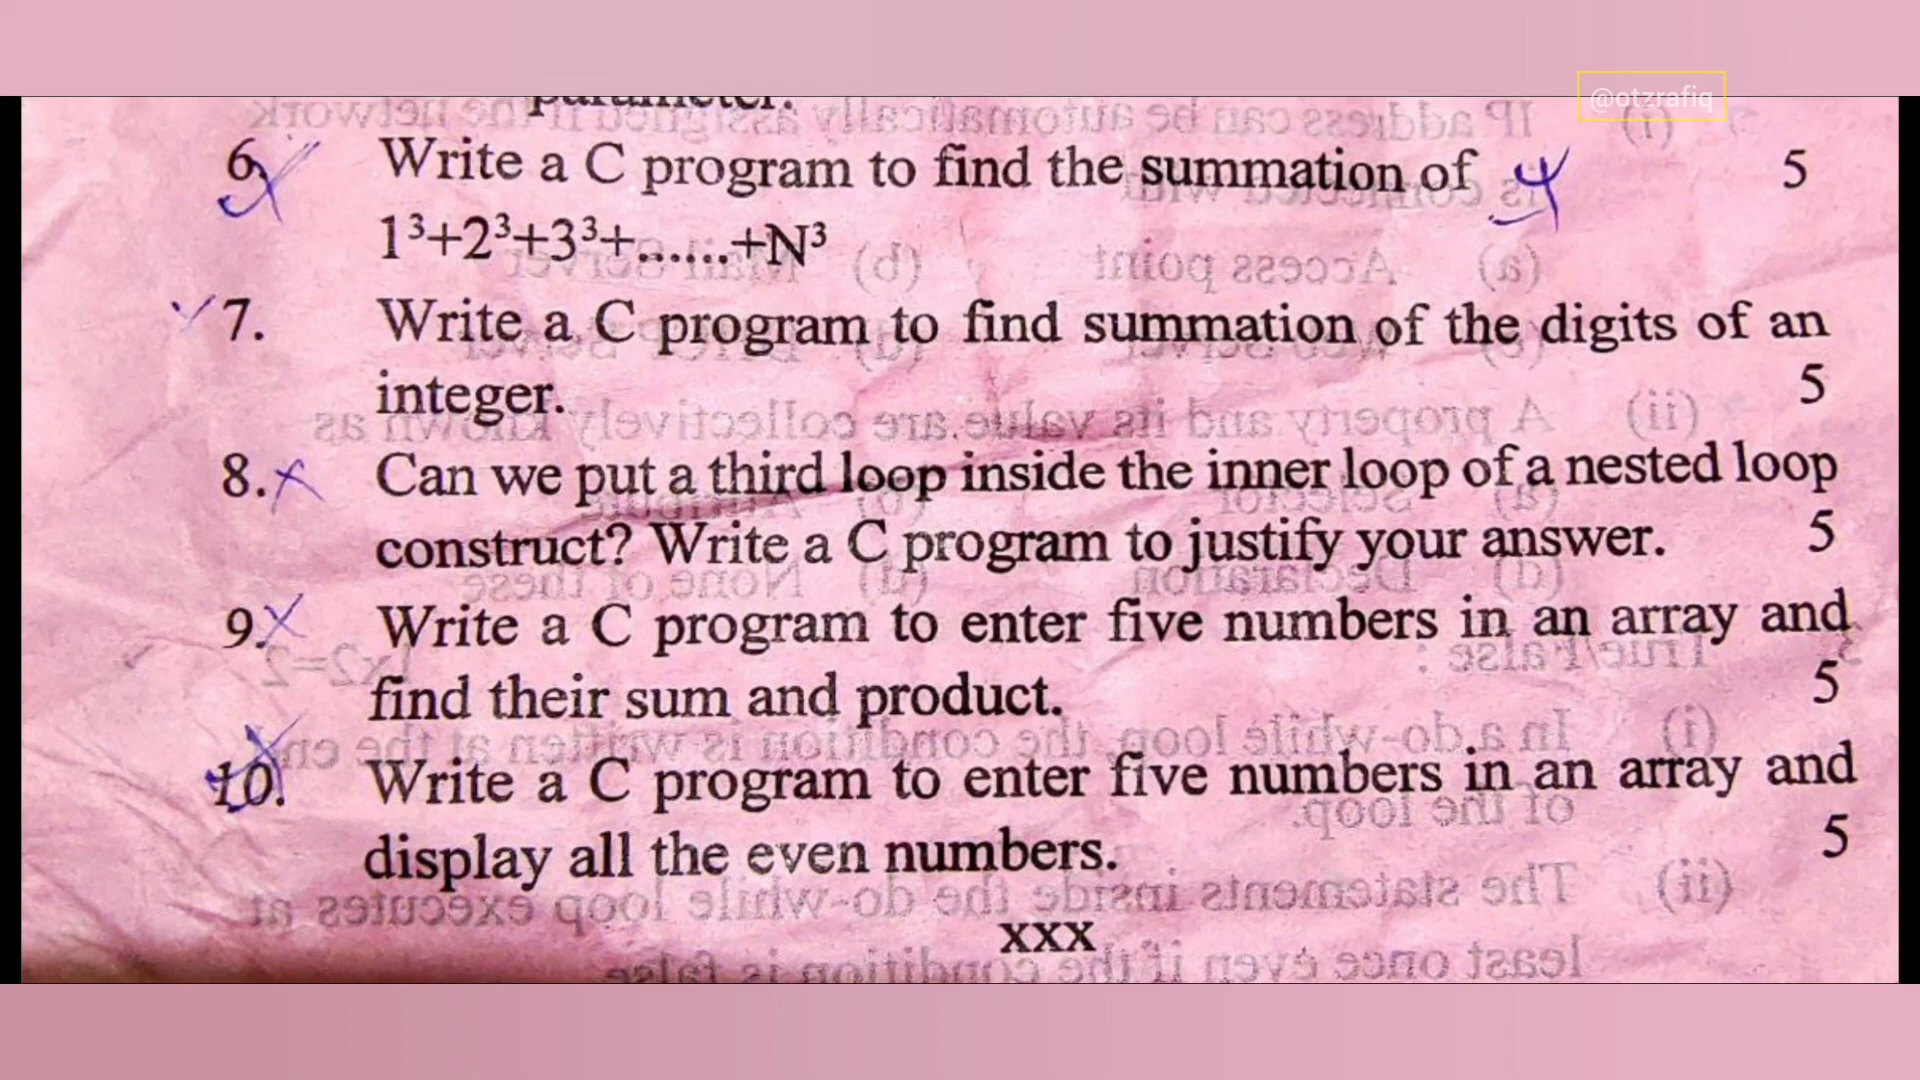 @otzrafiq
parameter.
6. Write a C program to find the summation of 5
1³+2³+3³+......+N³
7. Write a C program to find summation of the digits of an
integer. 5
8. Can we put a third loop inside the inner loop of a nested loop
construct? Write a C program to justify your answer. 5
9. Write a C program to enter five numbers in an array and
find their sum and product. 5
10. Write a C program to enter five numbers in an array and
display all the even numbers. 5
xxx